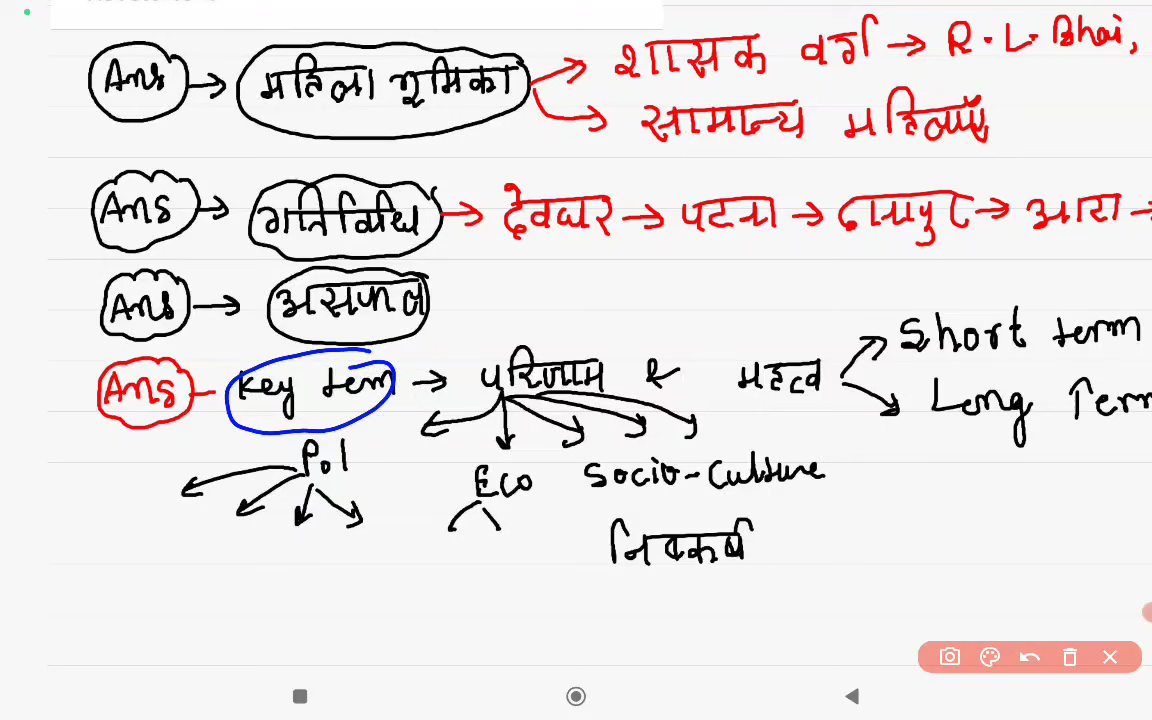 Ans → महिला भूमिका → शासक वर्ग → R.L. Bhai,
→ सामान्य महिलाएँ
Ans → गतिविधि → देवघर → पटना → दानापुर → आरा →
Ans → असफल
Ans - Key term → परिणाम & महत्व → Short term
→ Long Term
Pol Eco Socio-Culture
निष्कर्ष